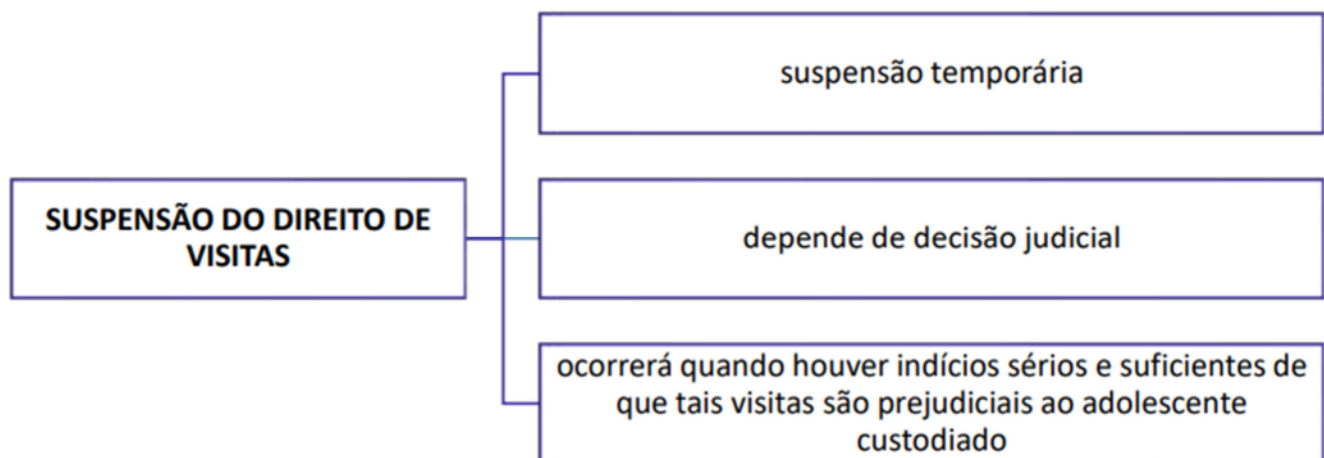 SUSPENSÃO DO DIREITO DE
VISITAS
suspensão temporária
depende de decisão judicial
ocorrerá quando houver indícios sérios e suficientes de
que tais visitas são prejudiciais ao adolescente
custodiado